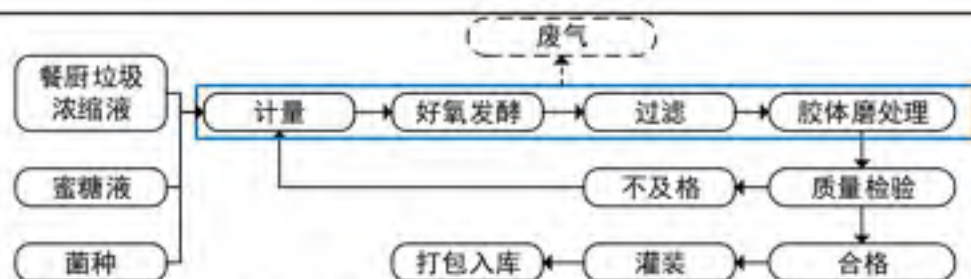 废气
餐厨垃圾
浓缩液
计量
好氧发酵
过滤
胶体磨处理
蜜糖液
不及格
质量检验
菌种
打包入库
灌装
合格